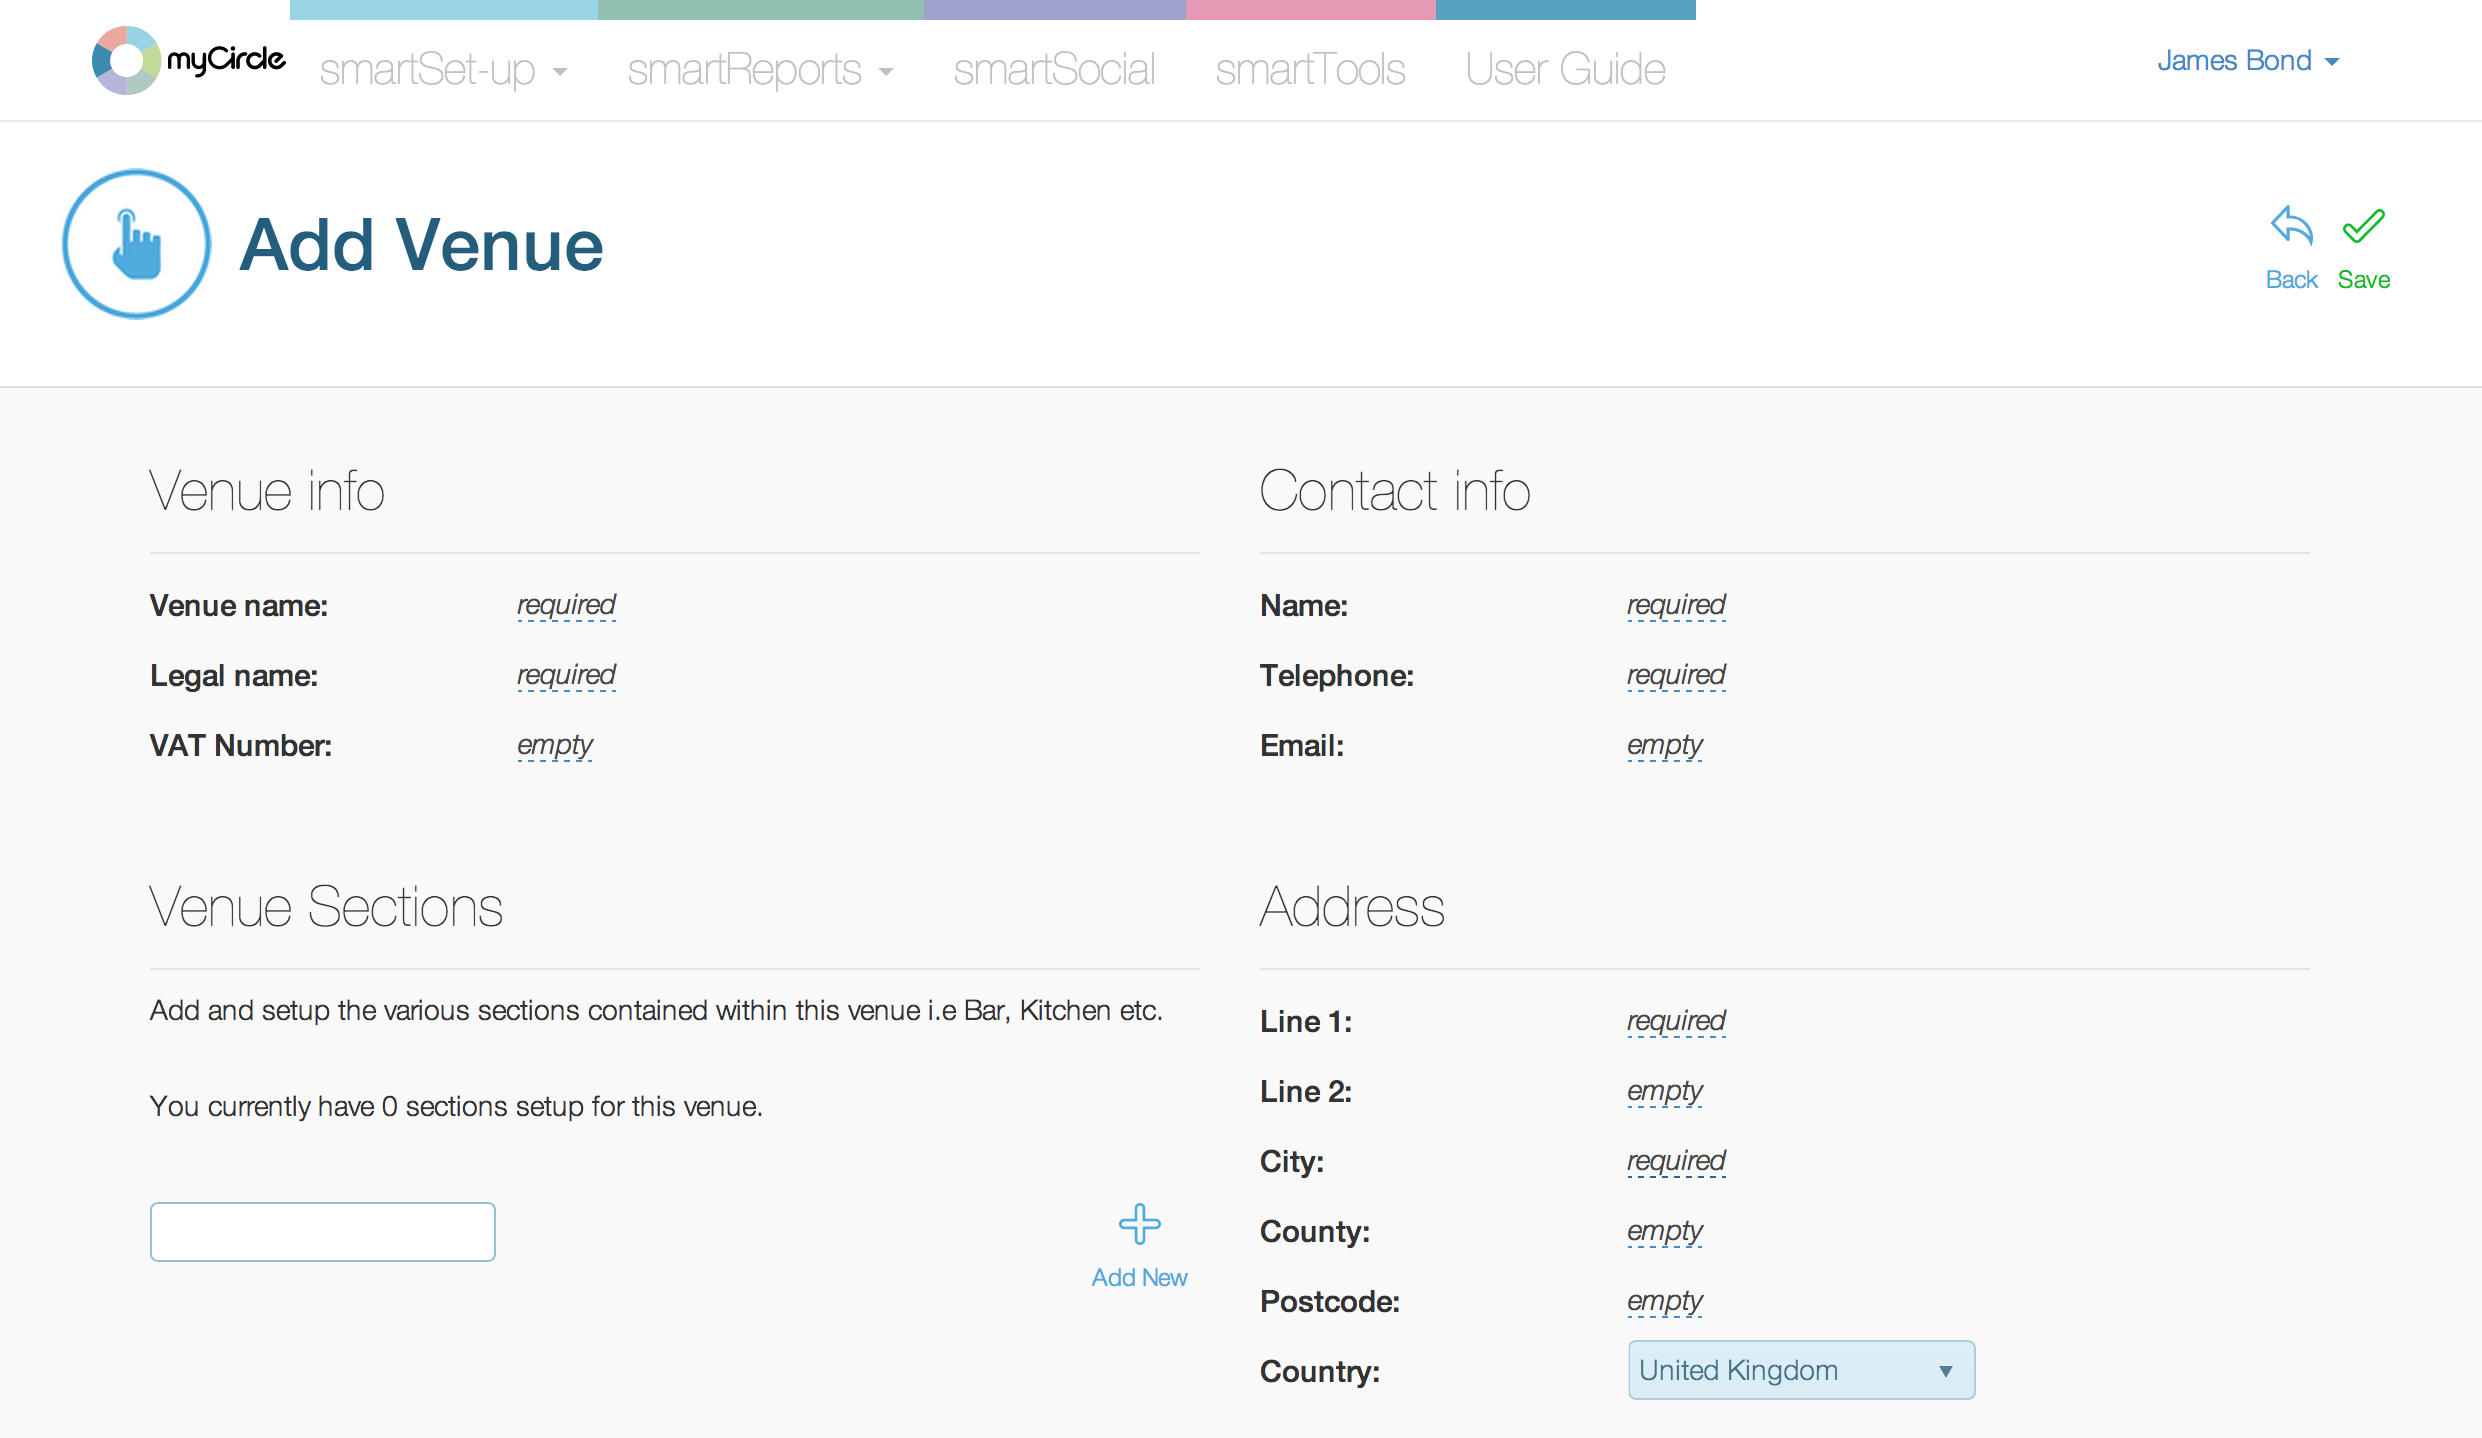 myCircle
smartSet-up
smartReports
smartSocial
smartTools
User Guide
James Bond
Add Venue
Back
Save
Venue info
Venue name: required
Legal name: required
VAT Number: empty
Contact info
Name: required
Telephone: required
Email: empty
Venue Sections
Add and setup the various sections contained within this venue i.e Bar, Kitchen etc.
You currently have 0 sections setup for this venue.
Add New
Address
Line 1: required
Line 2: empty
City: required
County: empty
Postcode: empty
Country: United Kingdom